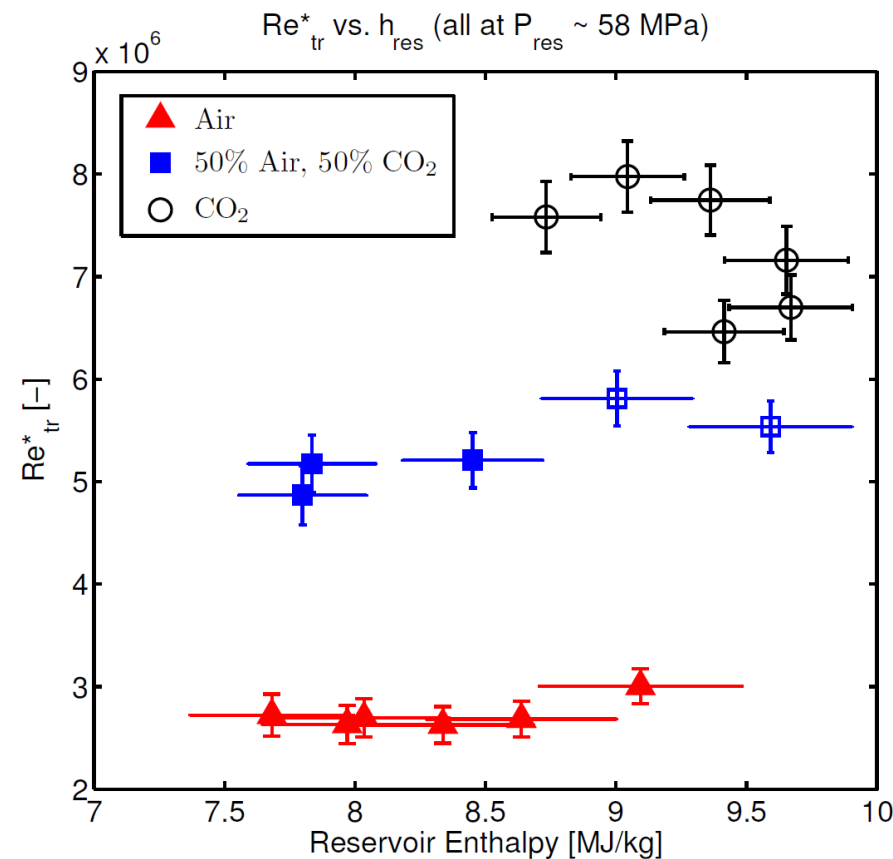 Re*tr vs. hres (all at Pres ~ 58 MPa)
x 10^6
9
8
7
6
5
4
3
2
Re*tr [−]
Air
50% Air, 50% CO2
CO2
7
7.5
8
8.5
9
9.5
10
Reservoir Enthalpy [MJ/kg]